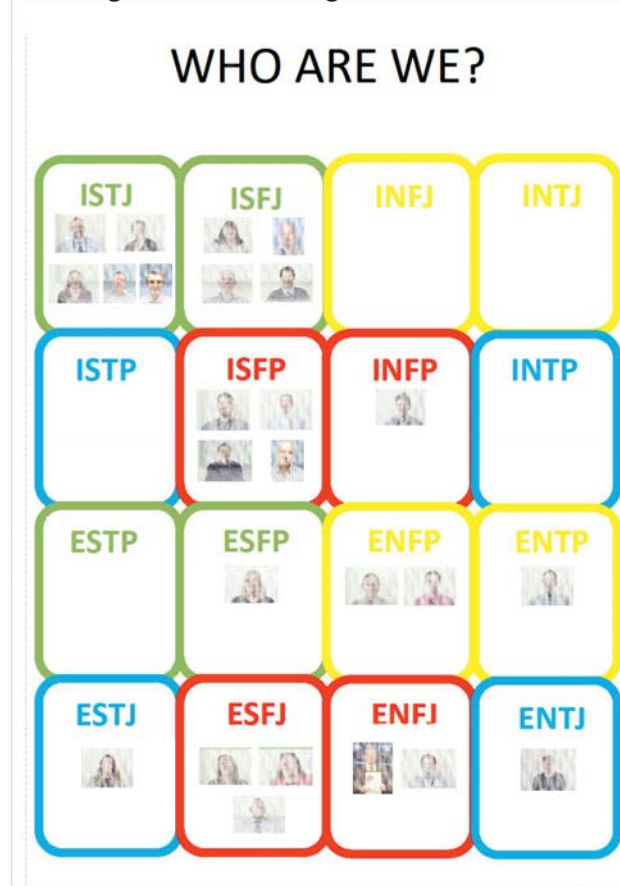 WHO ARE WE?
ISTJ ISFJ INFJ INTJ
ISTP ISFP INFP INTP
ESTP ESFP ENFP ENTP
ESTJ ESFJ ENFJ ENTJ